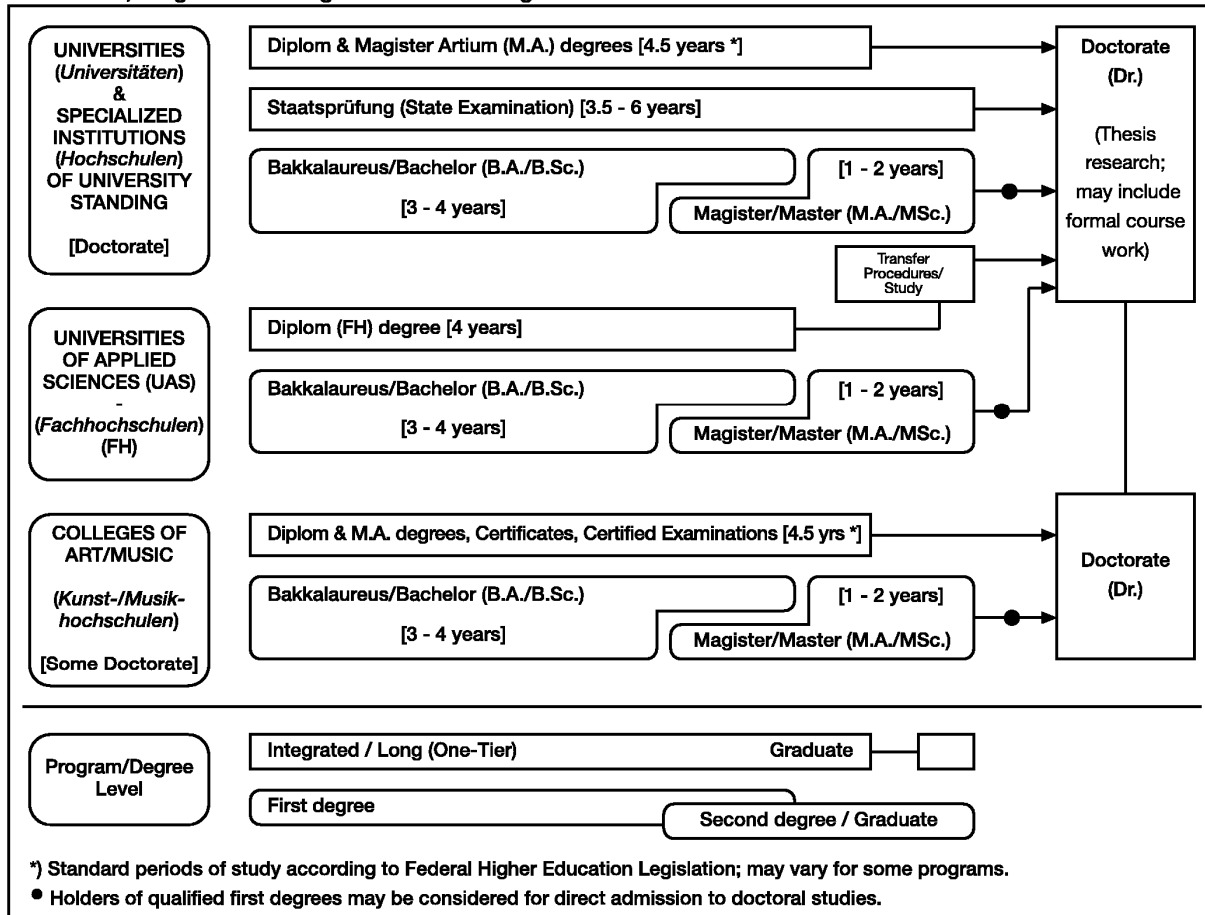 UNIVERSITIES
(Universitäten)
&
SPECIALIZED
INSTITUTIONS
(Hochschulen)
OF UNIVERSITY
STANDING
[Doctorate]
Diplom & Magister Artium (M.A.) degrees [4.5 years *]
Staatsprüfung (State Examination) [3.5 - 6 years]
Bakkalaureus/Bachelor (B.A./B.Sc.)
[3 - 4 years]
[1 - 2 years]
Magister/Master (M.A./MSc.)
Doctorate
(Dr.)
(Thesis
research;
may include
formal course
work)
Transfer
Procedures/
Study
UNIVERSITIES
OF APPLIED
SCIENCES (UAS)
-
(Fachhochschulen)
(FH)
Diplom (FH) degree [4 years]
Bakkalaureus/Bachelor (B.A./B.Sc.)
[3 - 4 years]
[1 - 2 years]
Magister/Master (M.A./MSc.)
COLLEGES OF
ART/MUSIC
(Kunst-/Musik-
hochschulen)
[Some Doctorate]
Diplom & M.A. degrees, Certificates, Certified Examinations [4.5 yrs *]
Bakkalaureus/Bachelor (B.A./B.Sc.)
[3 - 4 years]
[1 - 2 years]
Magister/Master (M.A./MSc.)
Doctorate
(Dr.)
Program/Degree
Level
Integrated / Long (One-Tier) Graduate
First degree
Second degree / Graduate
*) Standard periods of study according to Federal Higher Education Legislation; may vary for some programs.
● Holders of qualified first degrees may be considered for direct admission to doctoral studies.